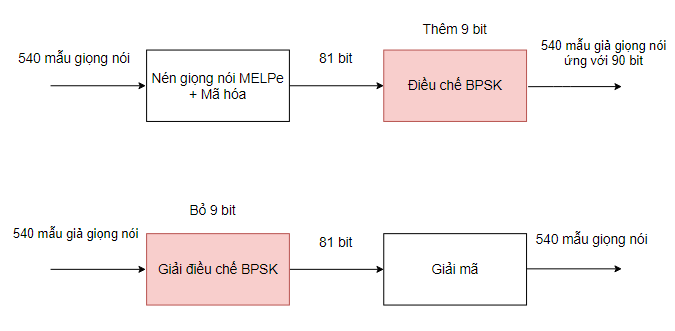 Thêm 9 bit
540 mẫu giọng nói
81 bit
540 mẫu giả giọng nói
ứng với 90 bit
Nén giọng nói MELPe
+ Mã hóa
Điều chế BPSK
Bỏ 9 bit
540 mẫu giả giọng nói
81 bit
540 mẫu giọng nói
Giải điều chế BPSK
Giải mã